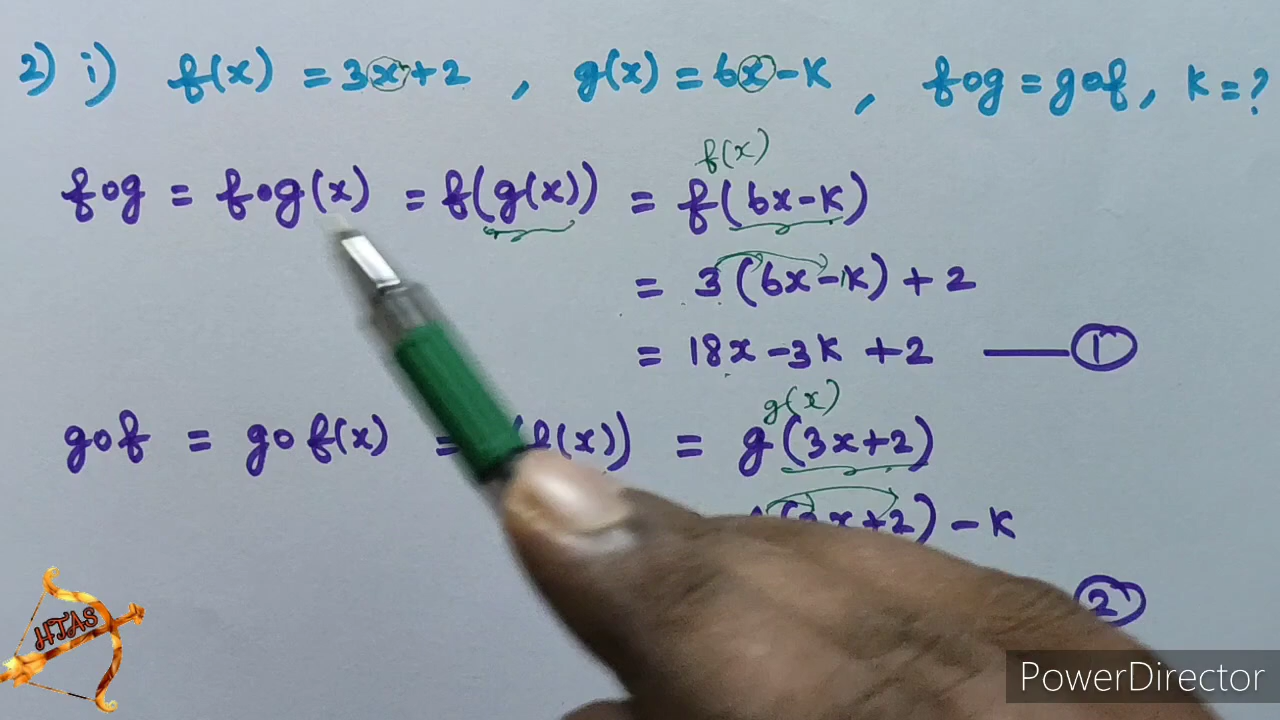 2) i) f(x) = 3x+2 , g(x) = 6x-k , fog = gof, k=?
f(x)
fog = fog(x) = f(g(x)) = f(6x-k)
= 3(6x-k) + 2
= 18x - 3k + 2 —— ①
g(x)
gof = gof(x) = (f(x)) = g(3x+2)
x+2) - k
②
HTAS
PowerDirector